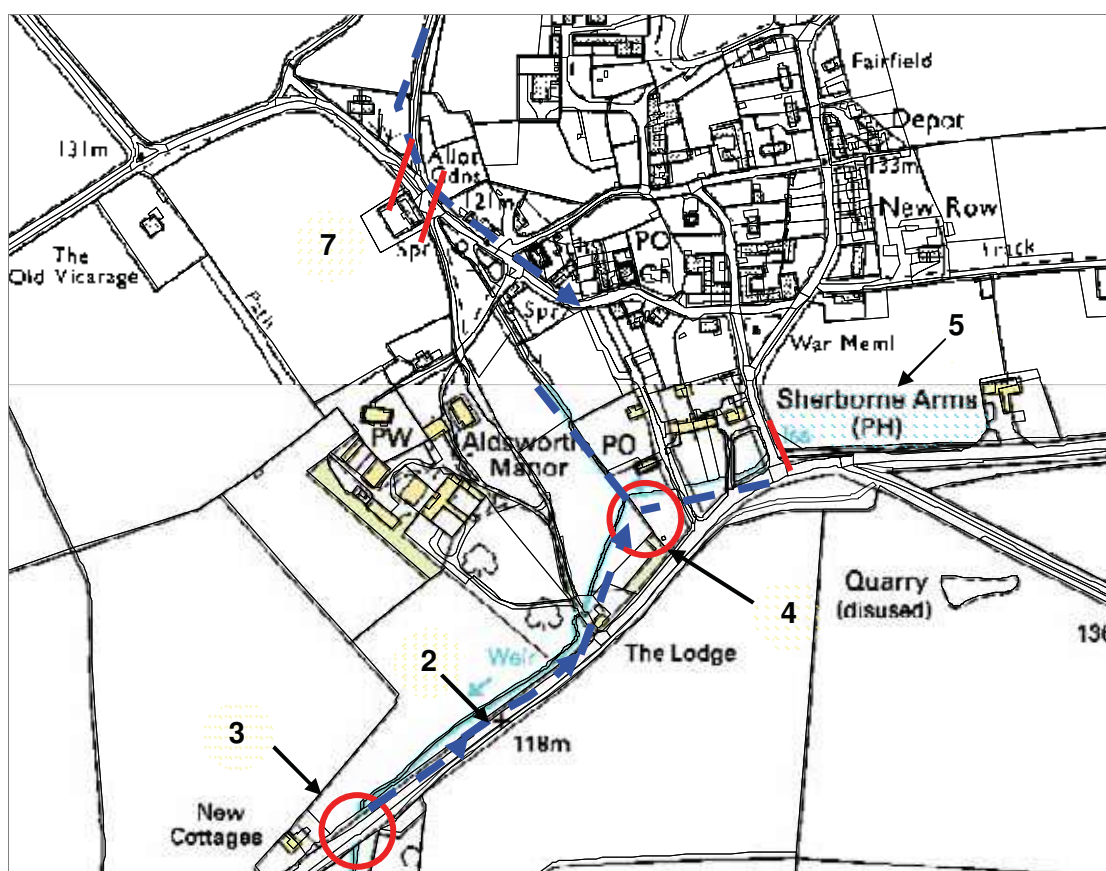 Fairfield
Depot
131m
Allot
Gdns
133m
121m
New Row
PO
7
Spr
The
Old Vicarage
Track
Path
Spr
5
War Meml
Sherborne Arms
(PH)
PW
Aldsworth
Manor
PO
Quarry
(disused)
4
136
The Lodge
2
Weir
3
118m
New
Cottages